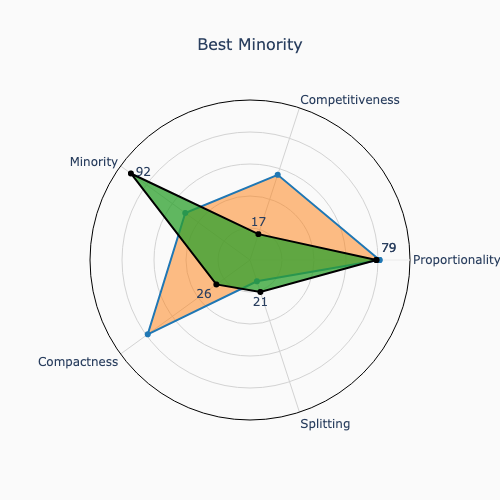 Best Minority
Competitiveness
Minority
92
17
79
Proportionality
26
21
Compactness
Splitting